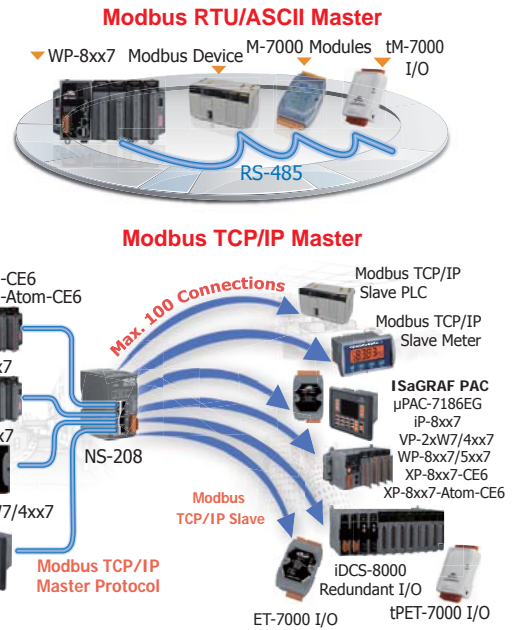 Modbus RTU/ASCII Master
WP-8xx7
Modbus Device
M-7000 Modules
tM-7000
I/O
RS-485
Modbus TCP/IP Master
-CE6
-Atom-CE6
Max. 100 Connections
Modbus TCP/IP
Slave PLC
Modbus TCP/IP
Slave Meter
8383
ISaGRAF PAC
µPAC-7186EG
iP-8xx7
VP-2xW7/4xx7
WP-8xx7/5xx7
XP-8xx7-CE6
XP-8xx7-Atom-CE6
NS-208
Modbus
TCP/IP Slave
Modbus TCP/IP
Master Protocol
iDCS-8000
Redundant I/O
ET-7000 I/O
tPET-7000 I/O